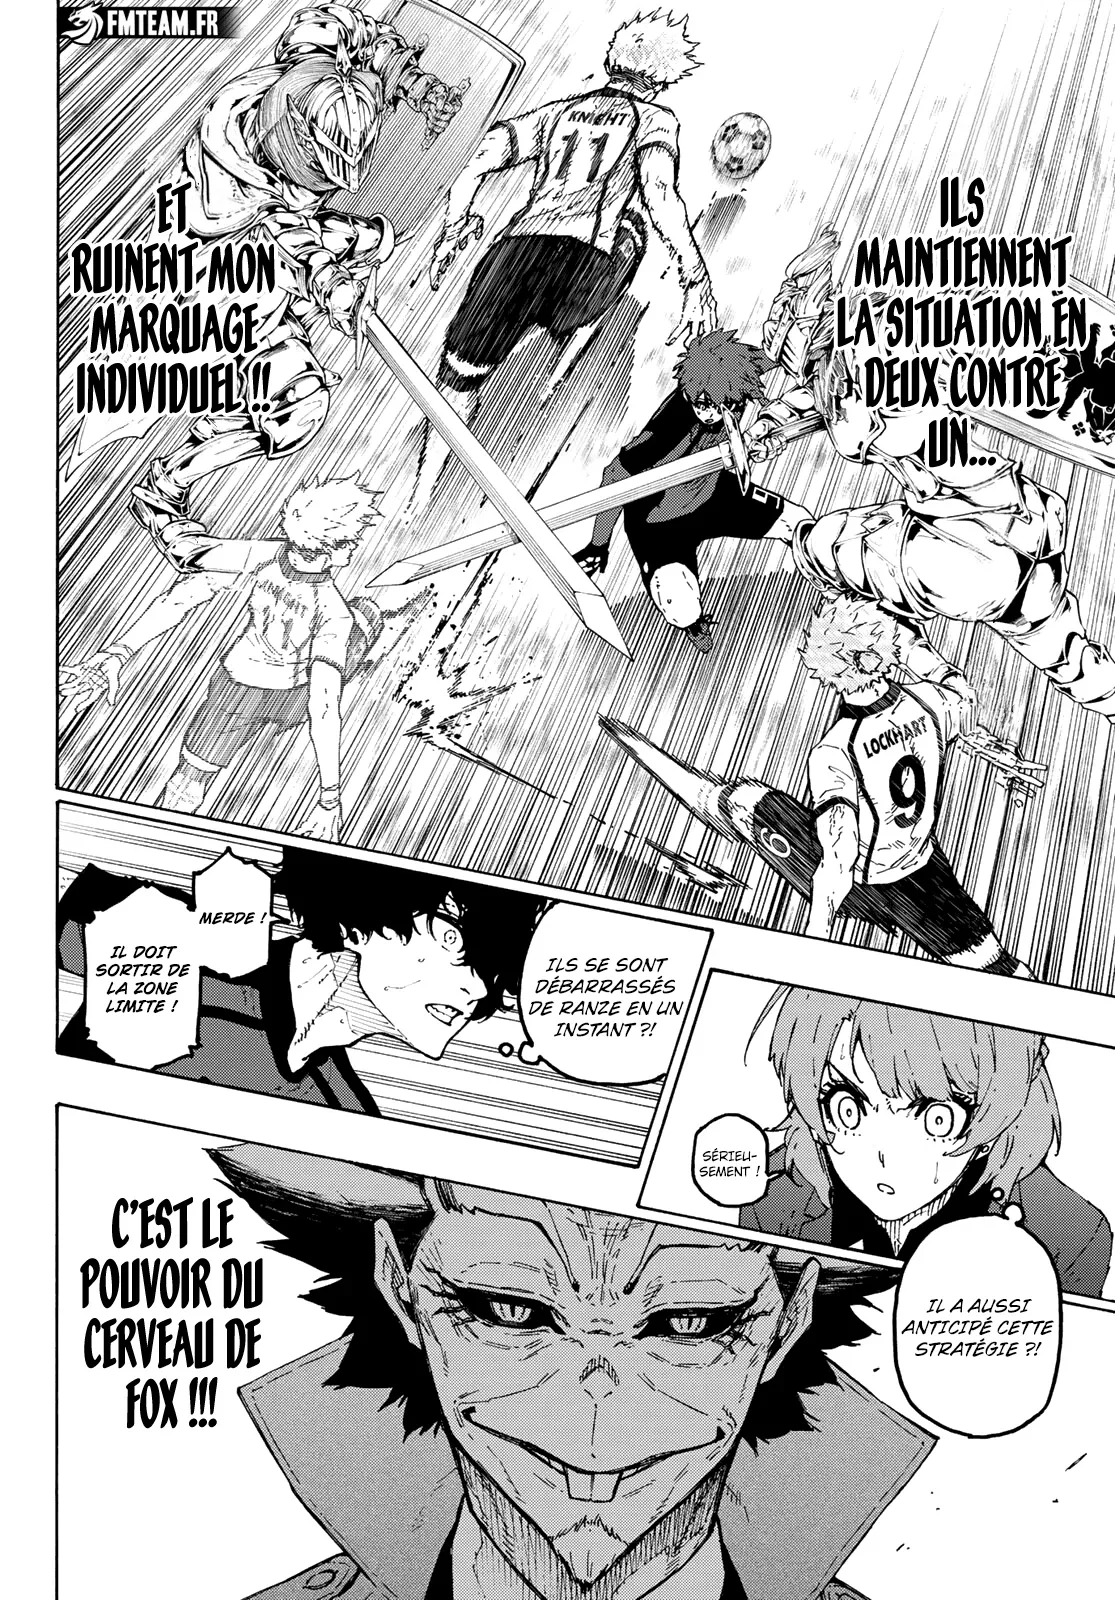 FMTEAM.FR
ILS
MAINTIENNENT
LA SITUATION EN
DEUX CONTRE
UN...
ET
RUINENT MON
MARQUAGE
INDIVIDUEL !!
KNIGHT
11
LOCKHART
9
9
MERDE !
IL DOIT
SORTIR DE
LA ZONE
LIMITE !
ILS SE SONT
DÉBARRASSÉS
DE RANZE EN UN
INSTANT ?!
SÉRIEU-
SEMENT !
IL A AUSSI
ANTICIPÉ CETTE
STRATÉGIE ?!
C'EST LE
POUVOIR DU
CERVEAU DE
FOX !!!